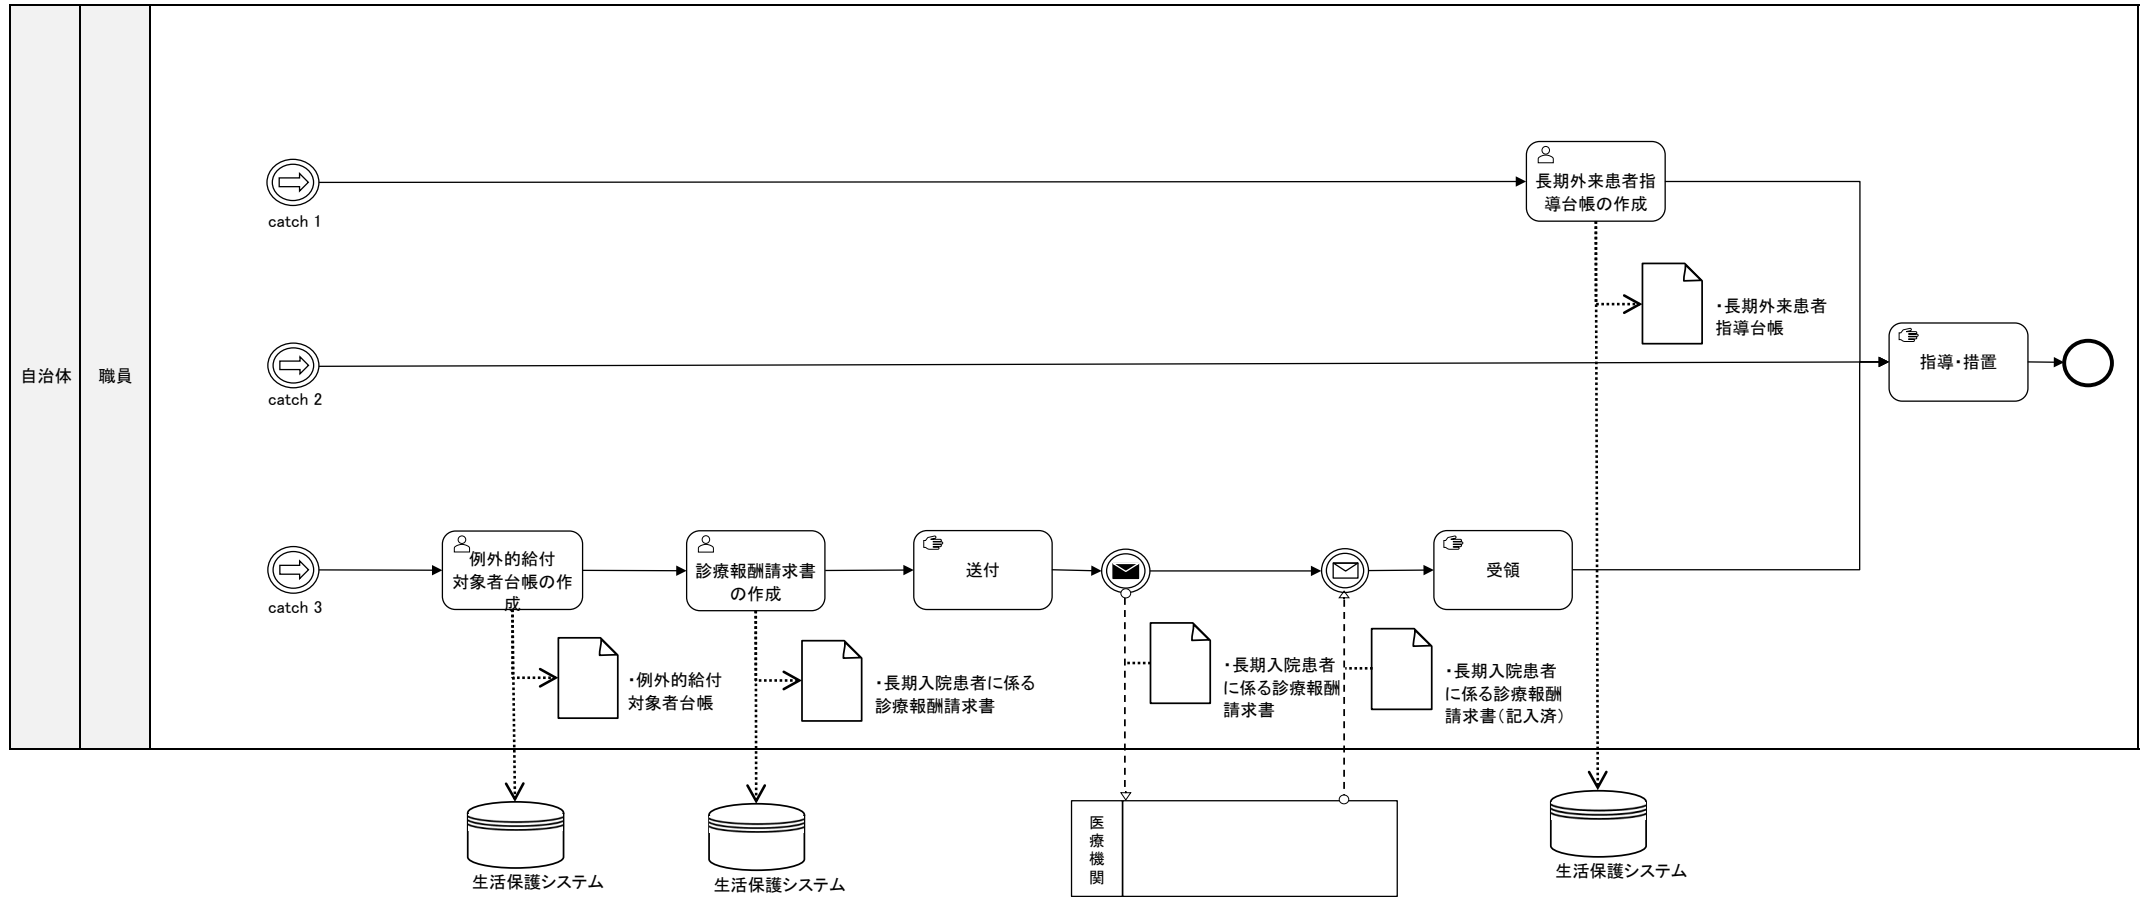 自治体
職員
catch 1
長期外来患者指
導台帳の作成
・長期外来患者
指導台帳
catch 2
指導・措置
catch 3
例外的給付
対象者台帳の作
成
診療報酬請求書
の作成
送付
受領
・例外的給付
対象者台帳
・長期入院患者に係る
診療報酬請求書
・長期入院患者
に係る診療報酬
請求書
・長期入院患者
に係る診療報酬
請求書(記入済)
生活保護システム
生活保護システム
医
療
機
関
生活保護システム